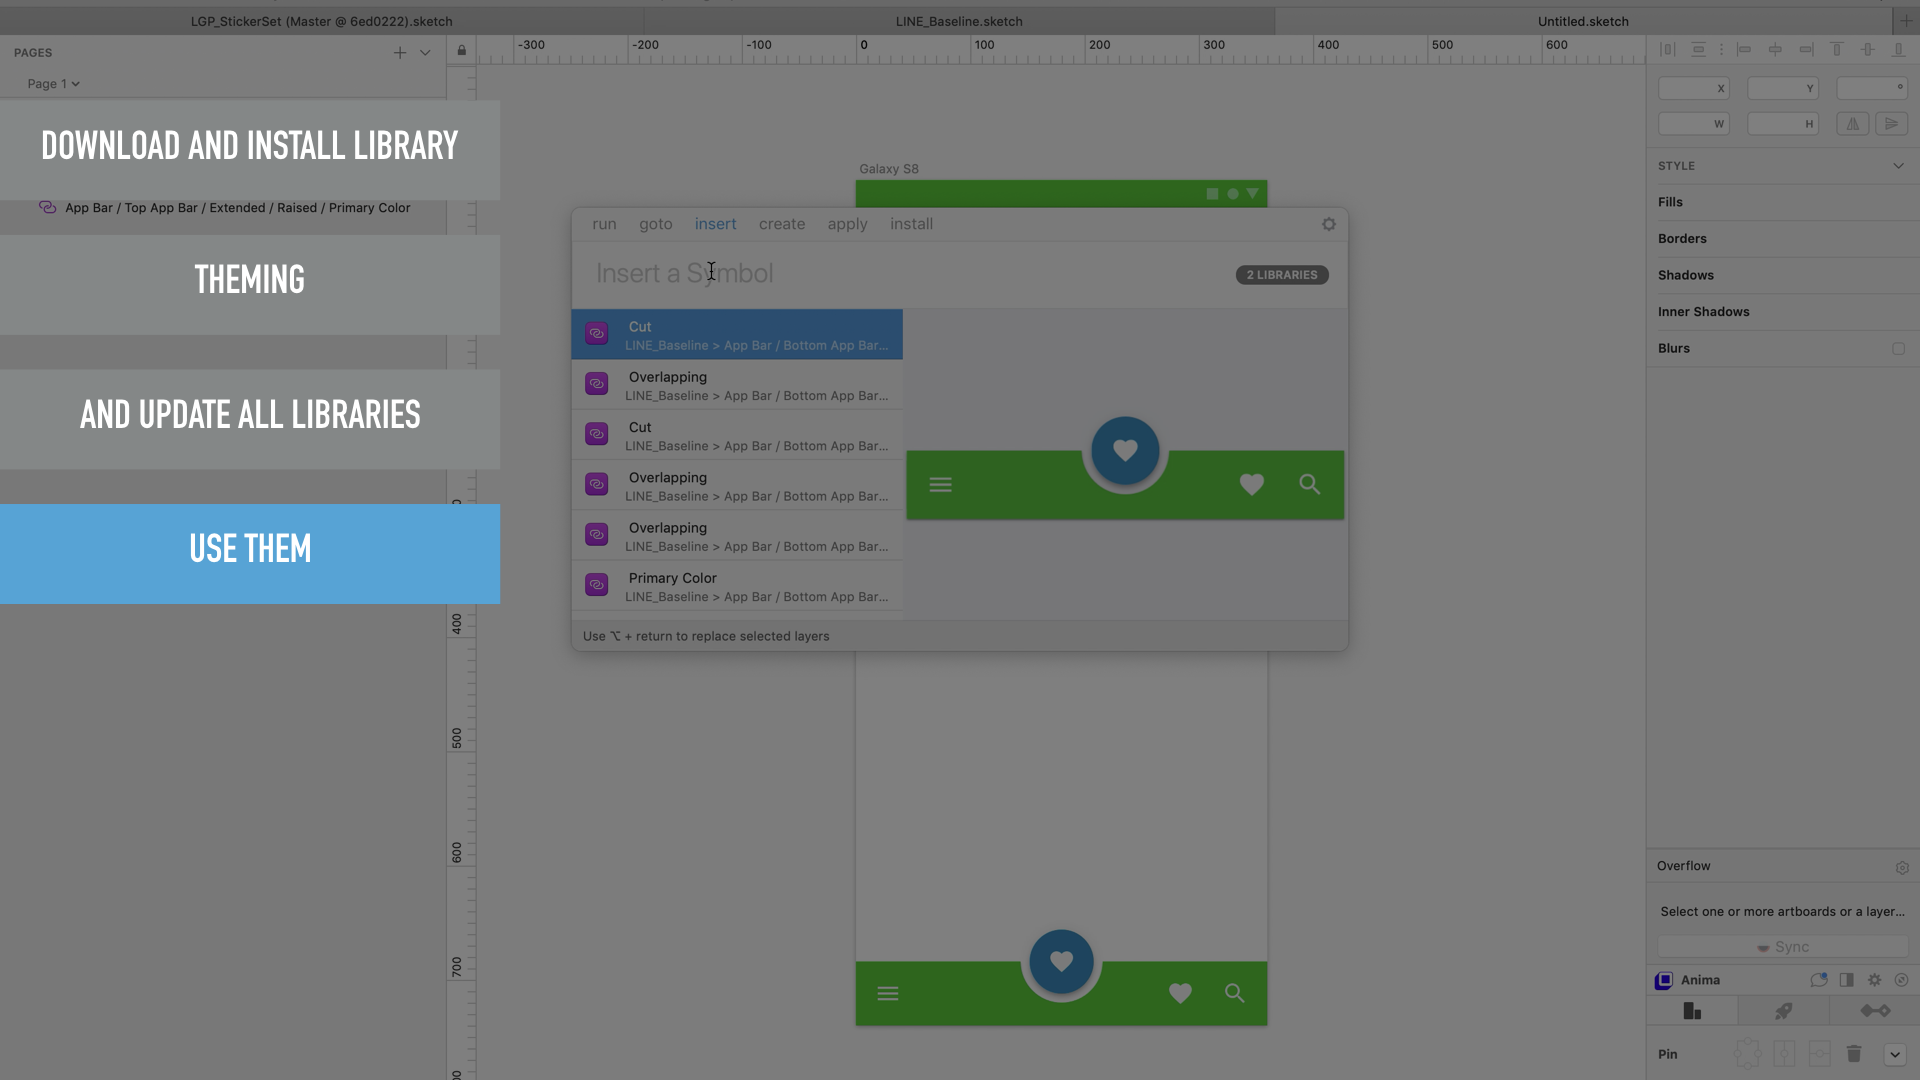 LGP_StickerSet (Master @ 6ed0222).sketch
LINE_Baseline.sketch
Untitled.sketch
PAGES
Page 1
-300 -200 -100 0 100 200 300 400 500 600
DOWNLOAD AND INSTALL LIBRARY
App Bar / Top App Bar / Extended / Raised / Primary Color
THEMING
AND UPDATE ALL LIBRARIES
USE THEM
400
500
600
700
Galaxy S8
run goto insert create apply install
Insert a Symbol
2 LIBRARIES
Cut
LINE_Baseline > App Bar / Bottom App Bar...
Overlapping
LINE_Baseline > App Bar / Bottom App Bar...
Cut
LINE_Baseline > App Bar / Bottom App Bar...
Overlapping
LINE_Baseline > App Bar / Bottom App Bar...
Overlapping
LINE_Baseline > App Bar / Bottom App Bar...
Primary Color
LINE_Baseline > App Bar / Bottom App Bar...
Use ⌥ + return to replace selected layers
X Y °
W H
STYLE
Fills
Borders
Shadows
Inner Shadows
Blurs
Overflow
Select one or more artboards or a layer...
Sync
Anima
Pin